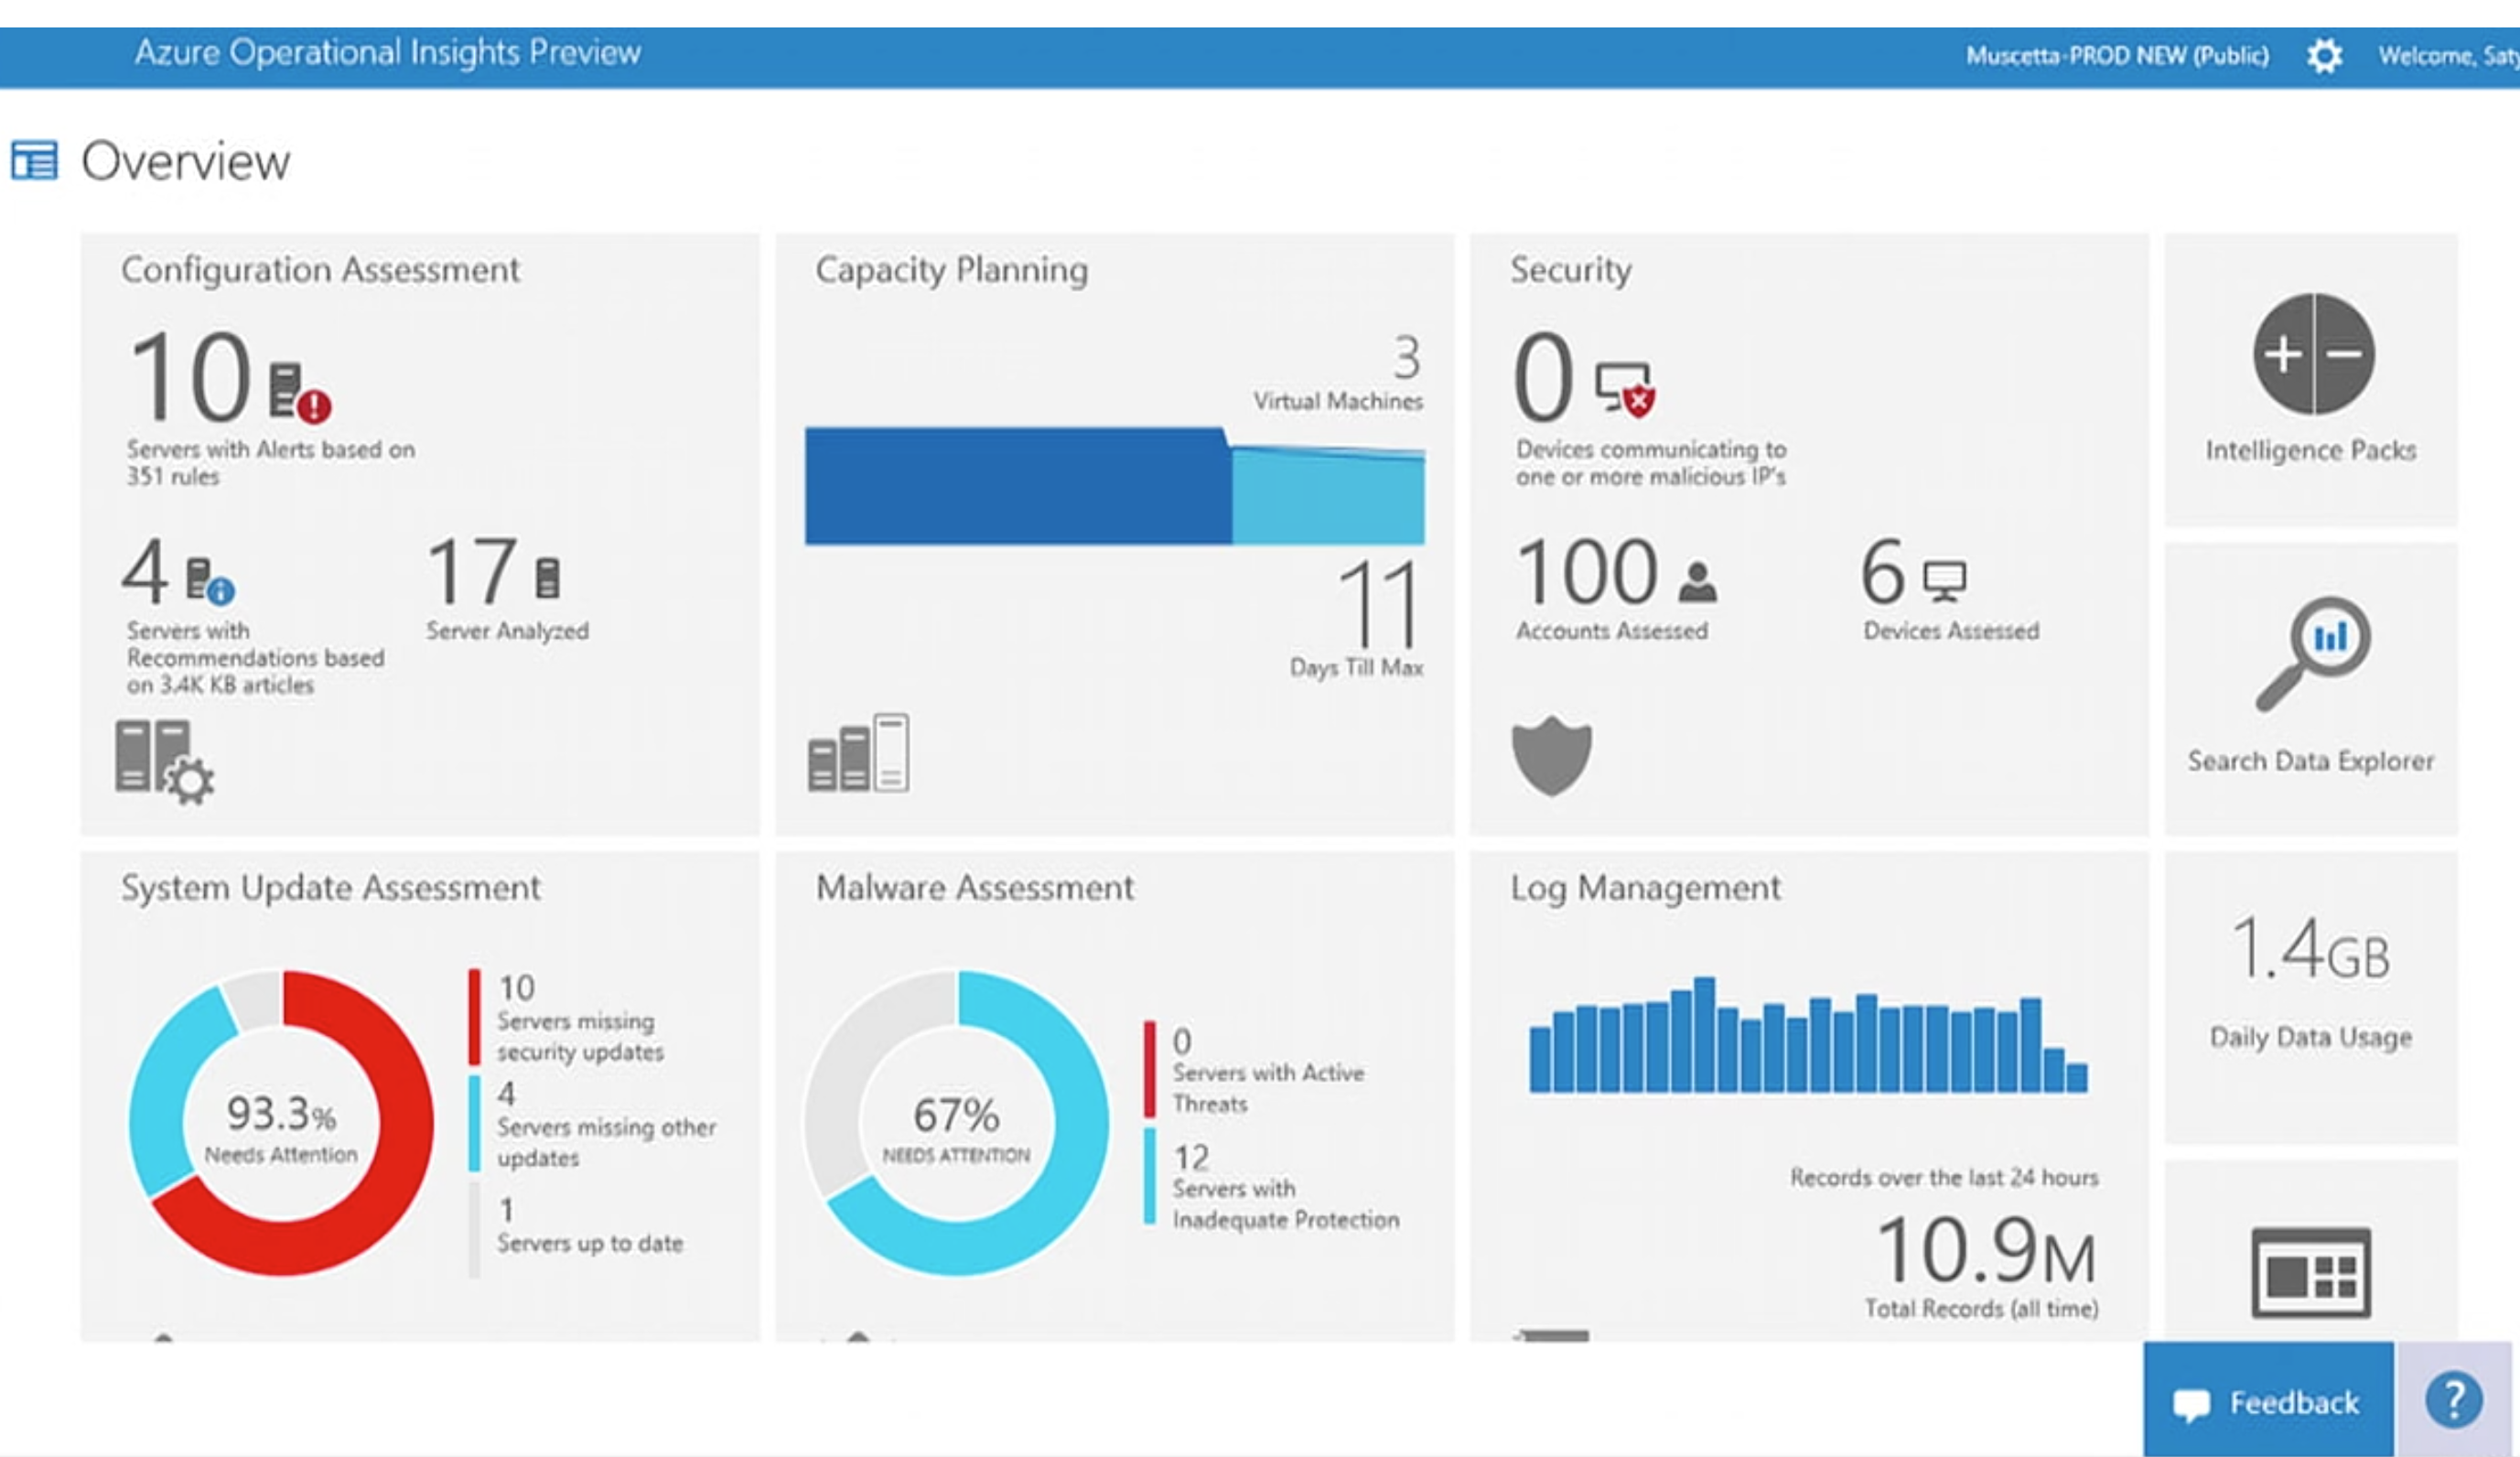 Azure Operational Insights Preview
Muscetta-PROD NEW (Public)
Welcome, Saty
Overview
Configuration Assessment
10
Servers with Alerts based on
351 rules
4
Servers with
Recommendations based
on 3.4K KB articles
17
Server Analyzed
Capacity Planning
3
Virtual Machines
11
Days Till Max
Security
0
Devices communicating to
one or more malicious IP's
100
Accounts Assessed
6
Devices Assessed
Intelligence Packs
Search Data Explorer
System Update Assessment
93.3%
Needs Attention
10
Servers missing
security updates
4
Servers missing other
updates
1
Servers up to date
Malware Assessment
67%
NEEDS ATTENTION
0
Servers with Active
Threats
12
Servers with
Inadequate Protection
Log Management
Records over the last 24 hours
10.9M
Total Records (all time)
1.4GB
Daily Data Usage
Feedback
?